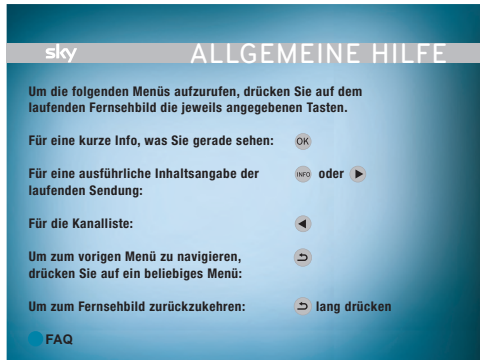 sky ALLGEMEINE HILFE
Um die folgenden Menüs aufzurufen, drücken Sie auf dem
laufenden Fernsehbild die jeweils angegebenen Tasten.
Für eine kurze Info, was Sie gerade sehen: OK
Für eine ausführliche Inhaltsangabe der INFO oder
laufenden Sendung:
Für die Kanalliste:
Um zum vorigen Menü zu navigieren,
drücken Sie auf ein beliebiges Menü:
Um zum Fernsehbild zurückzukehren: lang drücken
FAQ